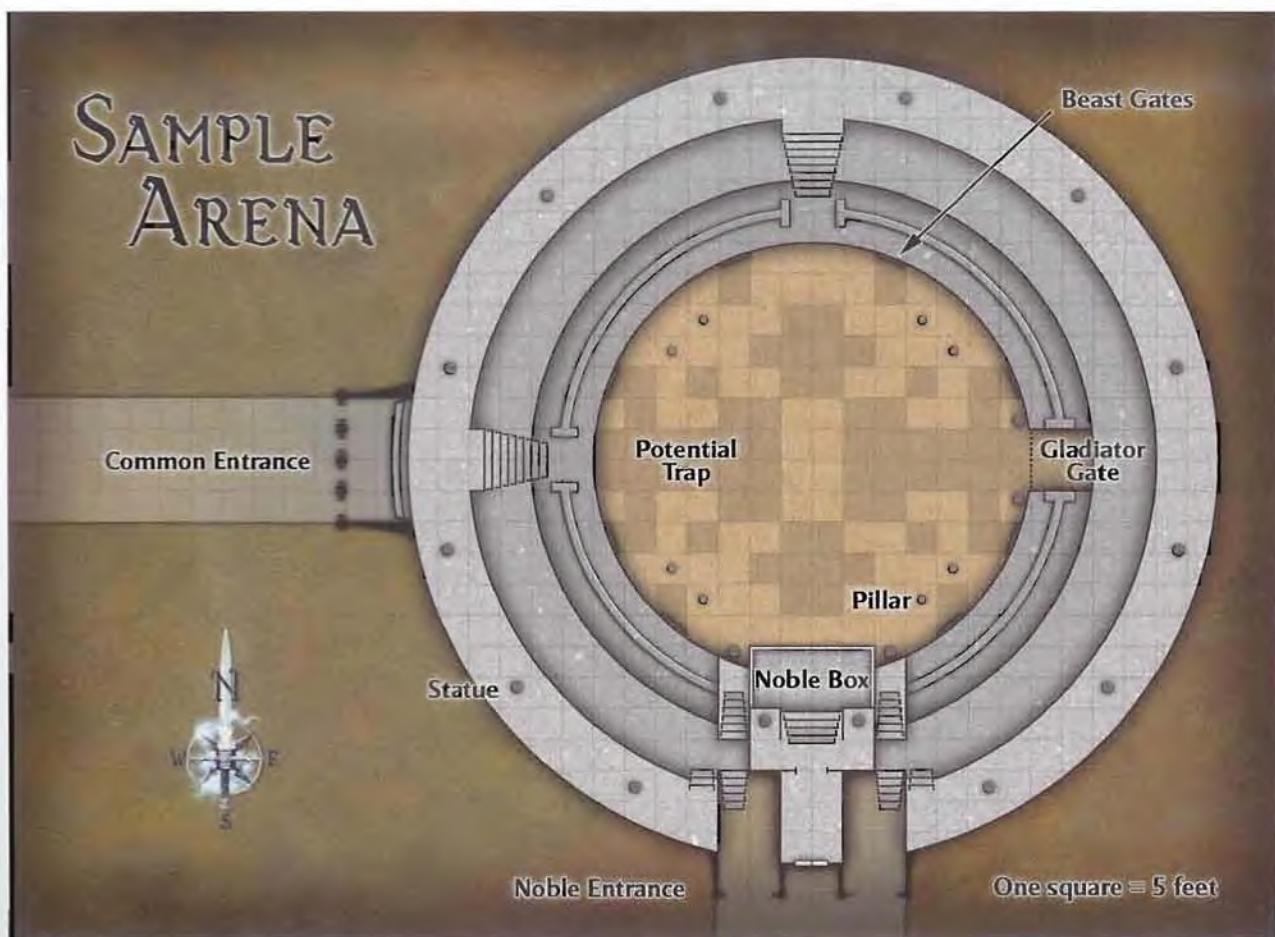 SAMPLE
ARENA
Beast Gates
Common Entrance
Potential
Trap
Gladiator
Gate
Pillar
Statue
Noble Box
N
W
E
S
Noble Entrance
One square = 5 feet